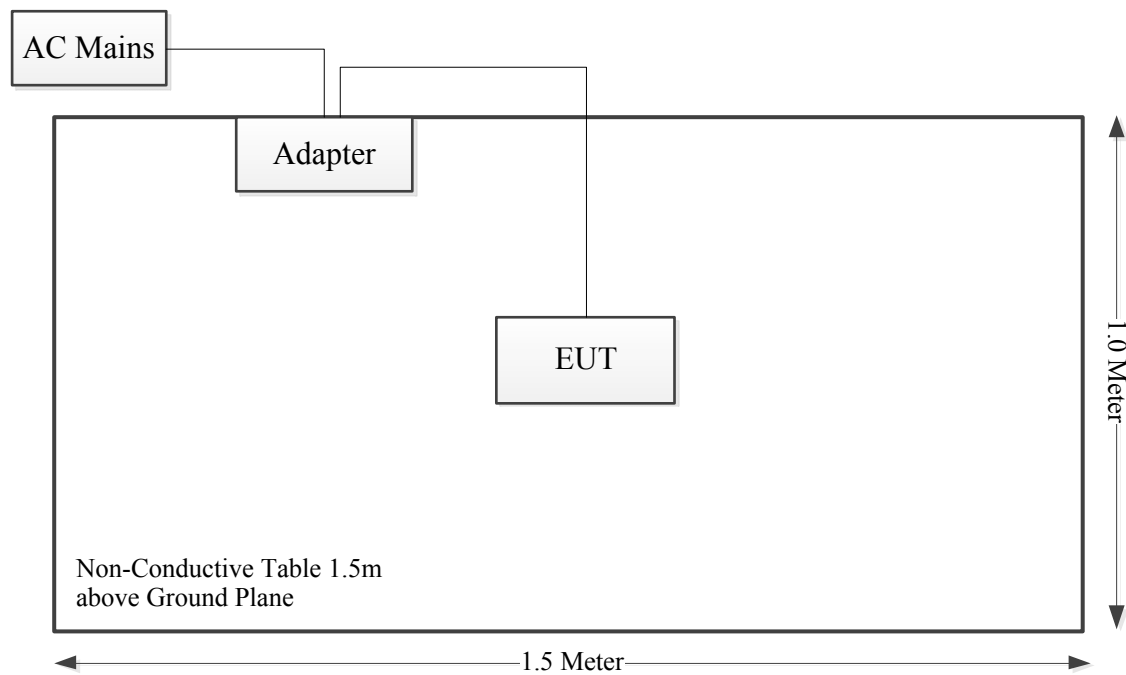 AC Mains
Adapter
EUT
1.0 Meter
Non-Conductive Table 1.5m
above Ground Plane
1.5 Meter